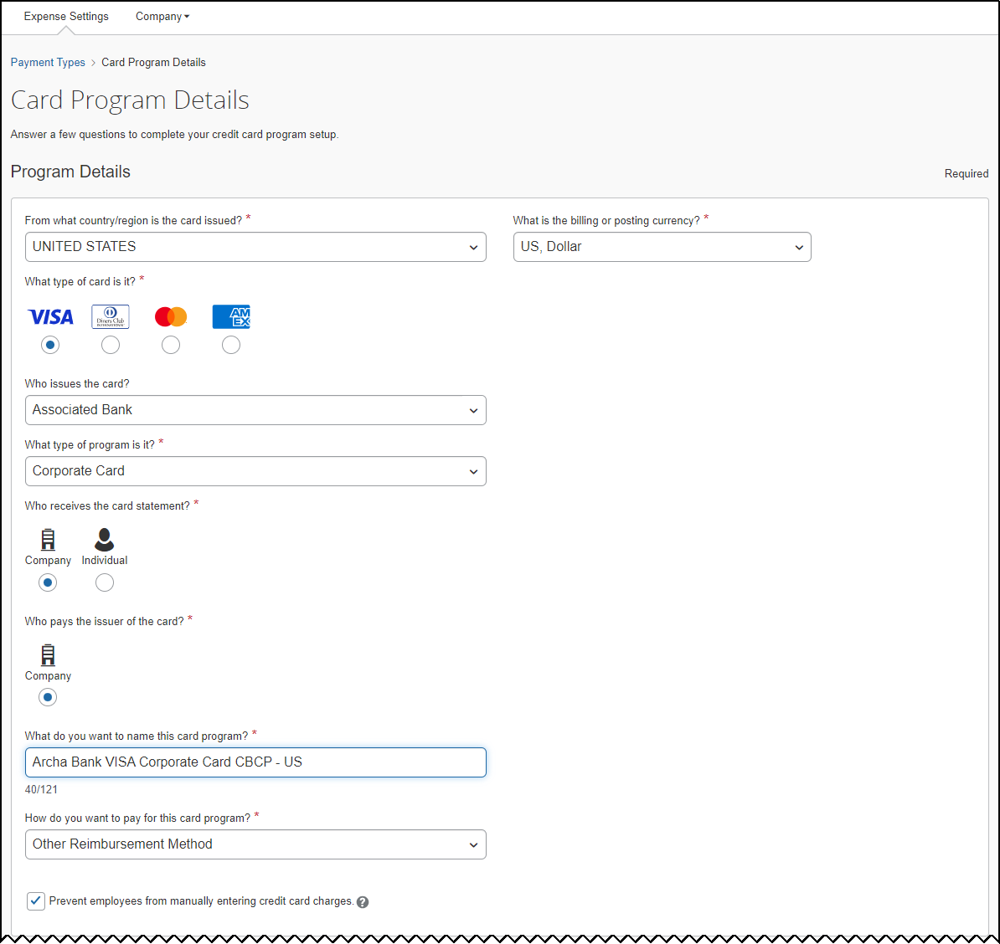 Expense Settings Company
Payment Types > Card Program Details
Card Program Details
Answer a few questions to complete your credit card program setup.
Program Details
Required
From what country/region is the card issued? *
What is the billing or posting currency? *
UNITED STATES
US, Dollar
What type of card is it? *
VISA
Diners Club
INTERNATIONAL
AM
EX
Who issues the card?
Associated Bank
What type of program is it? *
Corporate Card
Who receives the card statement? *
Company Individual
Who pays the issuer of the card? *
Company
What do you want to name this card program? *
Archa Bank VISA Corporate Card CBCP - US
40/121
How do you want to pay for this card program? *
Other Reimbursement Method
Prevent employees from manually entering credit card charges. ?